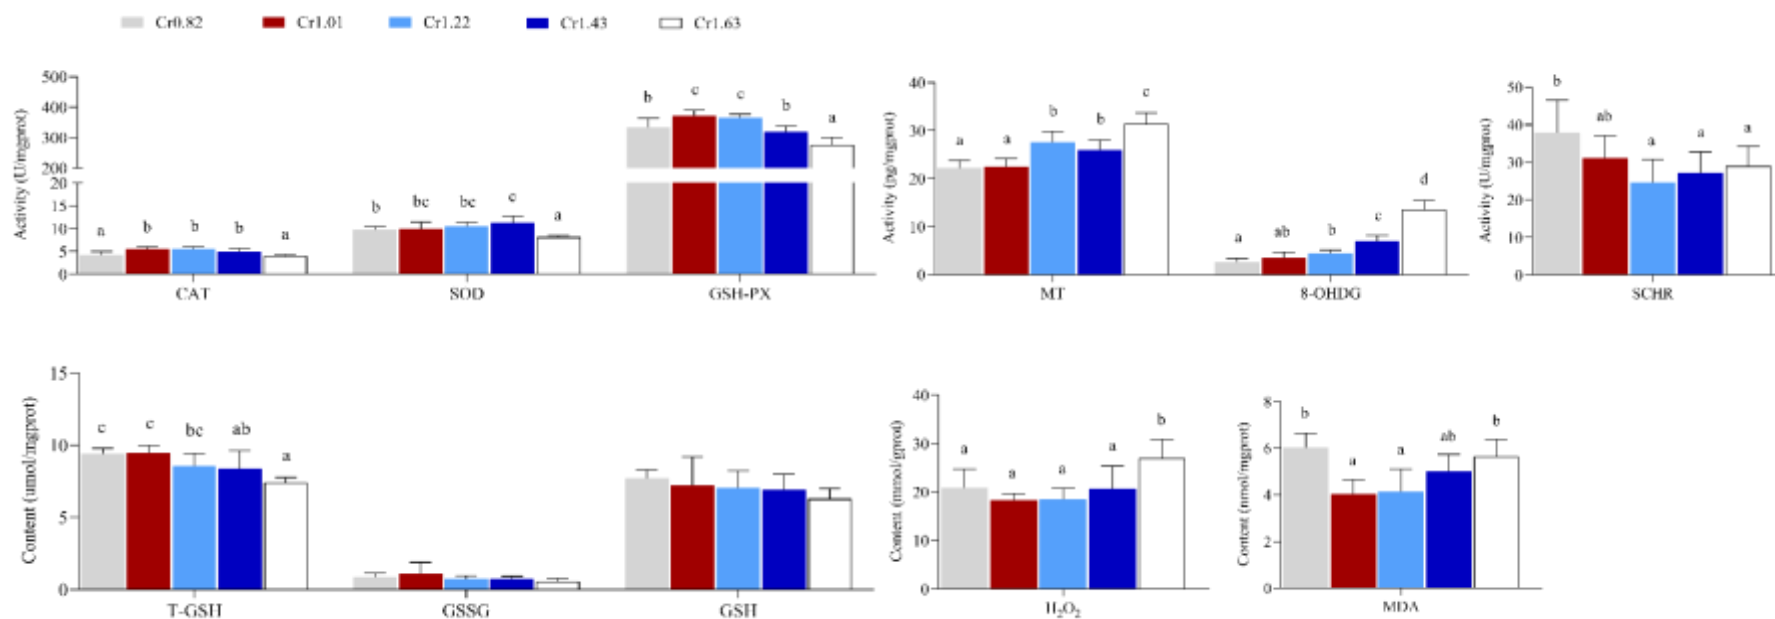 Cr0.82 Cr1.01 Cr1.22 Cr1.43 Cr1.63
Activity (U/mgprot)
500
400
300
200
20
15
10
5
0
a b b b a
b bc bc c a
b c c b a
CAT SOD GSH-PX
Activity (pg/mgprot)
40
30
20
10
0
a a b b c
a ab b c d
MT 8-OHDG
Activity (U/mgprot)
50
40
30
20
10
0
b ab a a a
SCHR
Content (umol/mgprot)
15
10
5
0
c c bc ab a
T-GSH GSSG GSH
Content (mmol/gprot)
40
30
20
10
0
a a a a b
H₂O₂
Content (nmol/mgprot)
8
6
4
2
0
b a a ab b
MDA